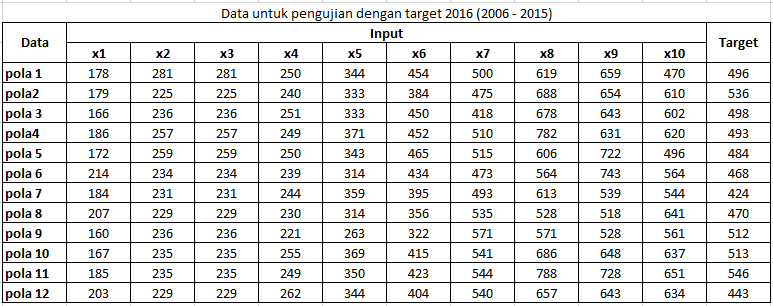 Data untuk pengujian dengan target 2016 (2006 - 2015)
Data Input Target
x1 x2 x3 x4 x5 x6 x7 x8 x9 x10
pola 1 178 281 281 250 344 454 500 619 659 470 496
pola2 179 225 225 240 333 384 475 688 654 610 536
pola 3 166 236 236 251 333 450 418 678 643 602 498
pola4 186 257 257 249 371 452 510 782 631 620 493
pola 5 172 259 259 250 343 465 515 606 722 496 484
pola 6 214 234 234 239 314 434 473 564 743 564 468
pola 7 184 231 231 244 359 395 493 613 539 544 424
pola 8 207 229 229 230 314 356 535 528 518 641 470
pola 9 160 236 236 221 263 322 571 571 528 561 512
pola 10 167 235 235 255 369 415 541 686 648 637 513
pola 11 185 235 235 249 350 423 544 788 728 651 546
pola 12 203 229 229 262 344 404 540 657 643 634 443